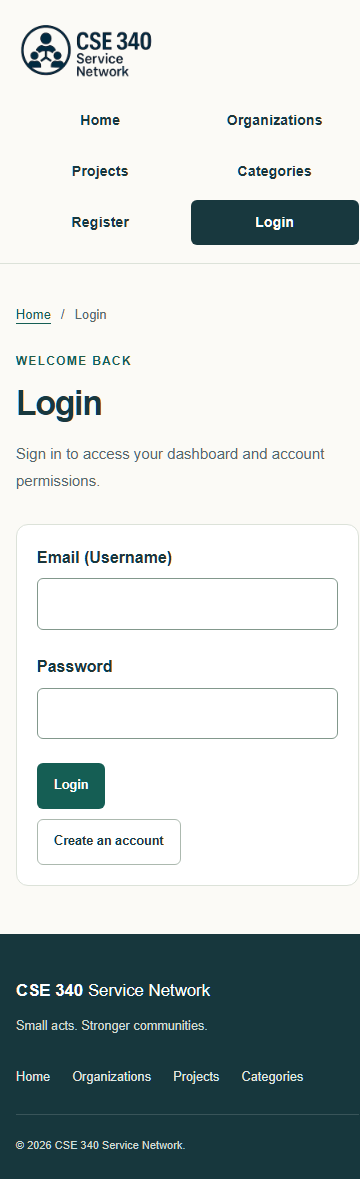 CSE 340
Service
Network
Home
Organizations
Projects
Categories
Register
Login
Home / Login
WELCOME BACK
Login
Sign in to access your dashboard and account
permissions.
Email (Username)
Password
Login
Create an account
CSE 340 Service Network
Small acts. Stronger communities.
Home Organizations Projects Categories
© 2026 CSE 340 Service Network.